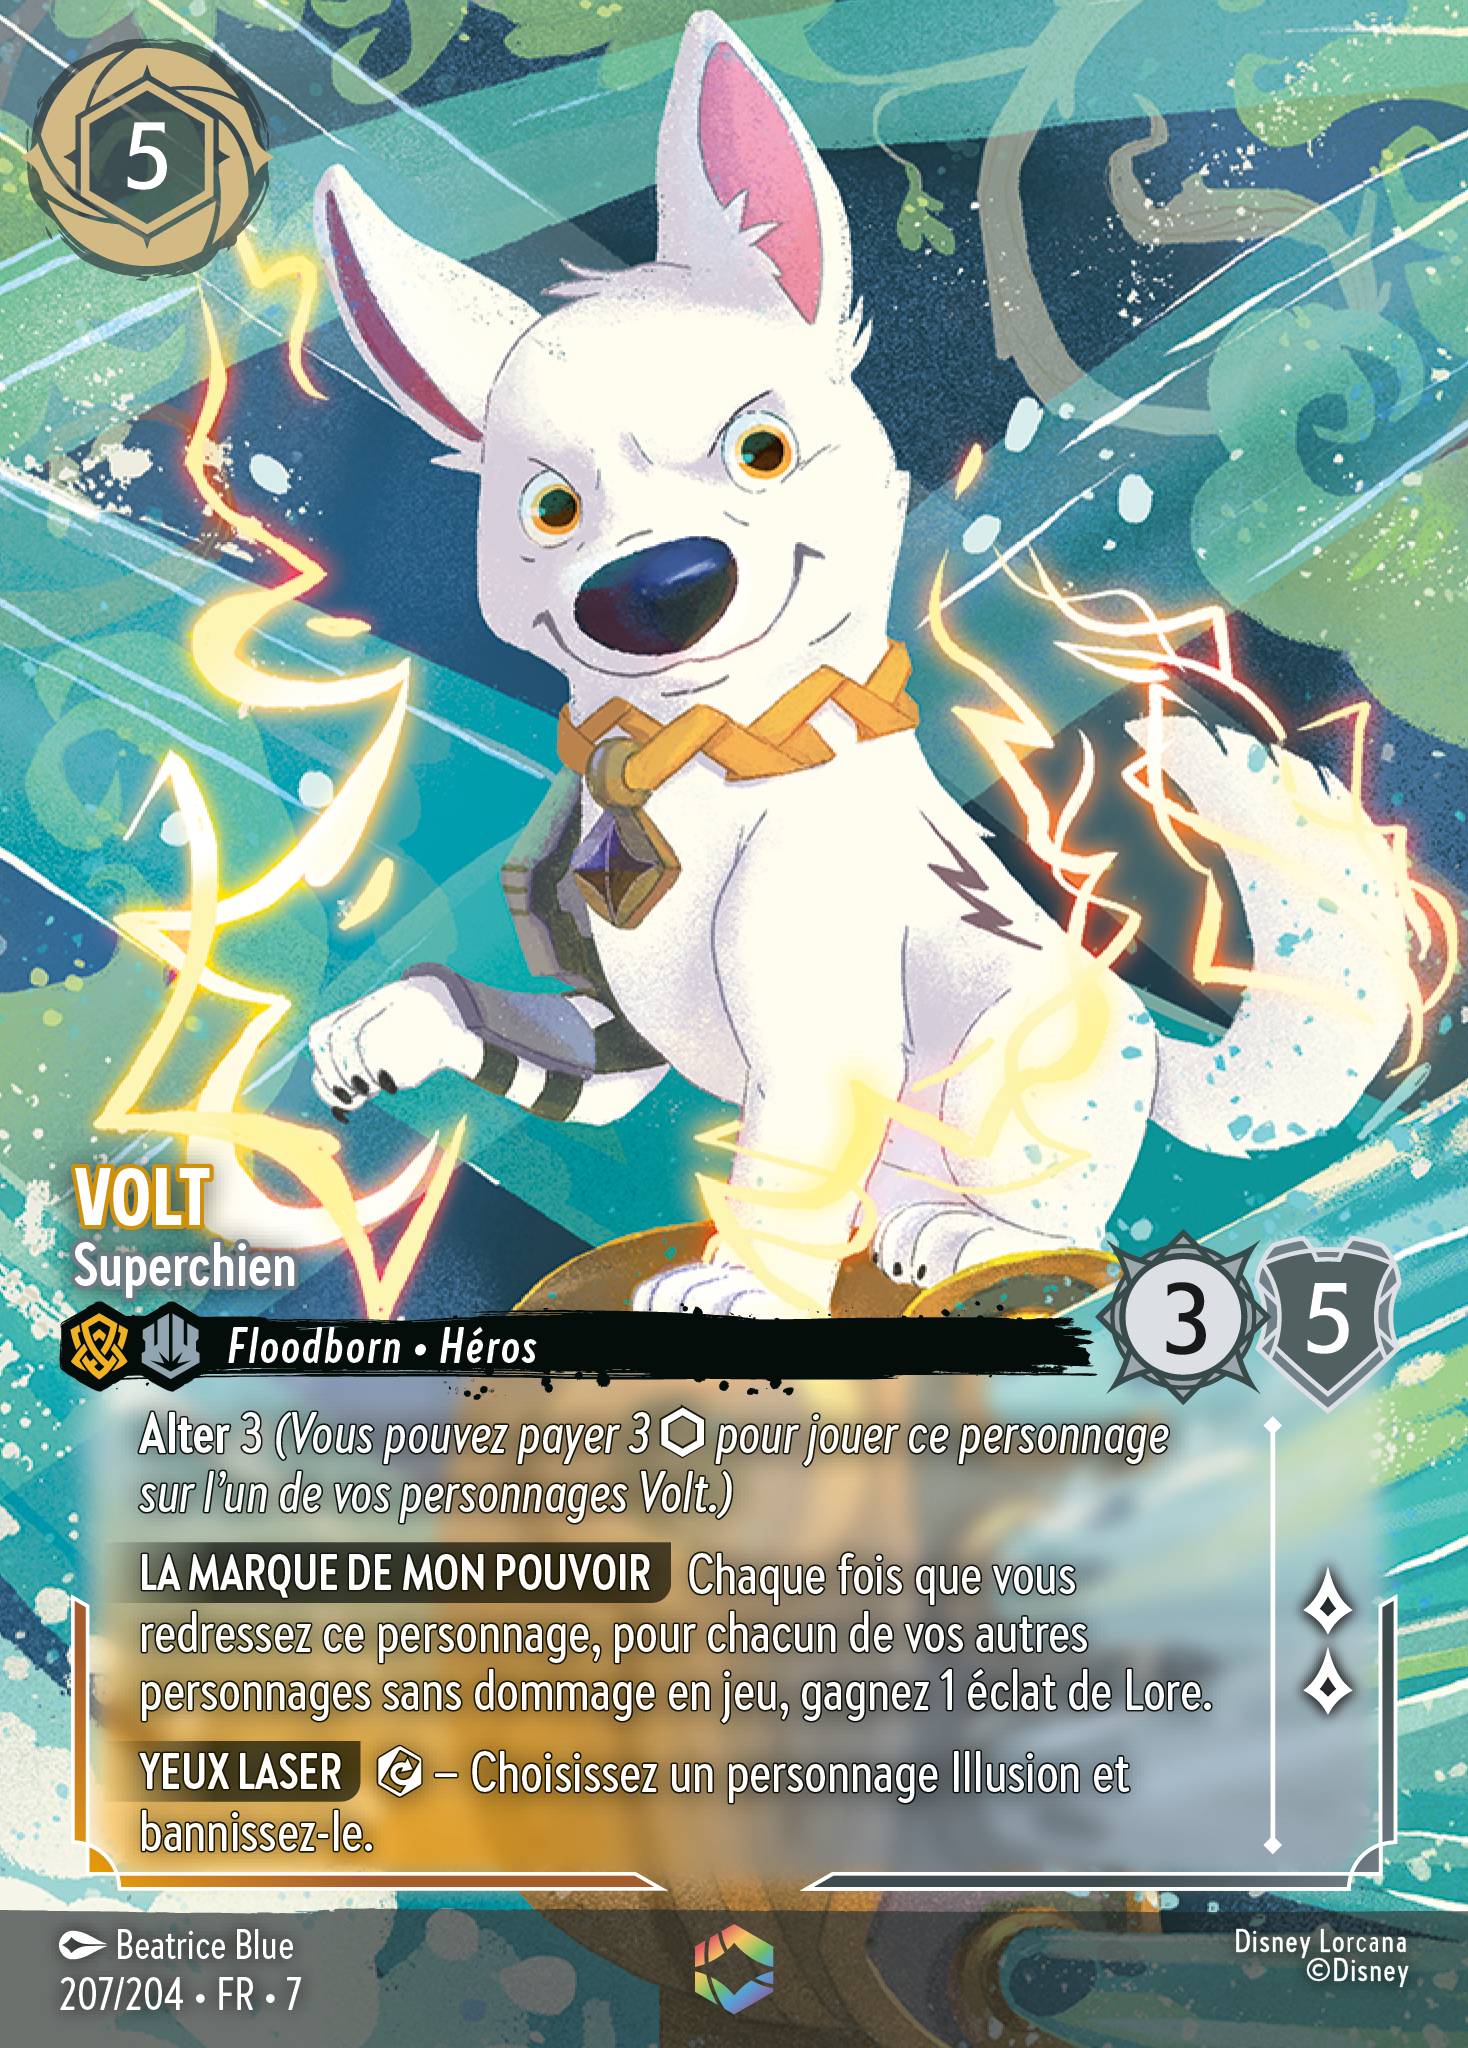 5
VOLT
Superchien
Floodborn • Héros
3
5
Alter 3 (Vous pouvez payer 3 ⬡ pour jouer ce personnage
sur l'un de vos personnages Volt.)
LA MARQUE DE MON POUVOIR Chaque fois que vous
redressez ce personnage, pour chacun de vos autres
personnages sans dommage en jeu, gagnez 1 éclat de Lore.
YEUX LASER – Choisissez un personnage Illusion et
bannissez-le.
Beatrice Blue
207/204 • FR • 7
Disney Lorcana
©Disney